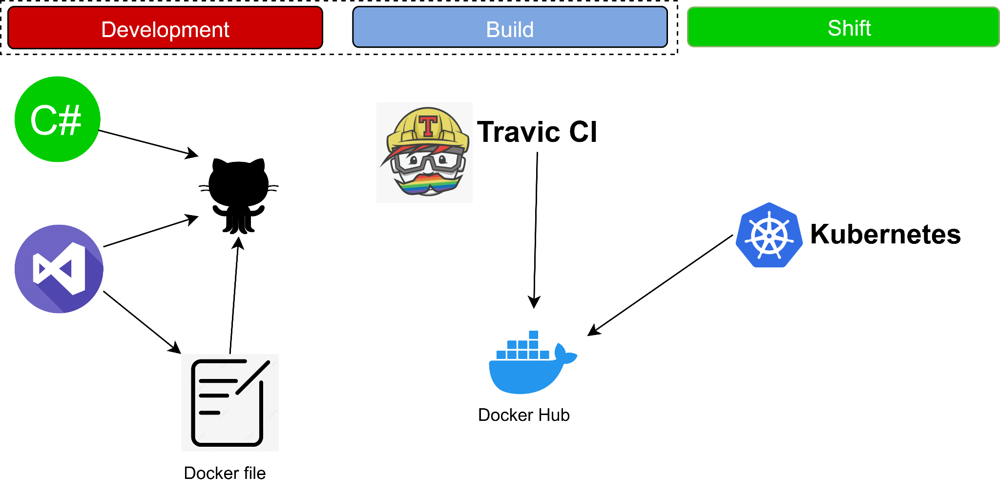 Development
Build
Shift
C#
T
Travic CI
Kubernetes
Docker Hub
Docker file